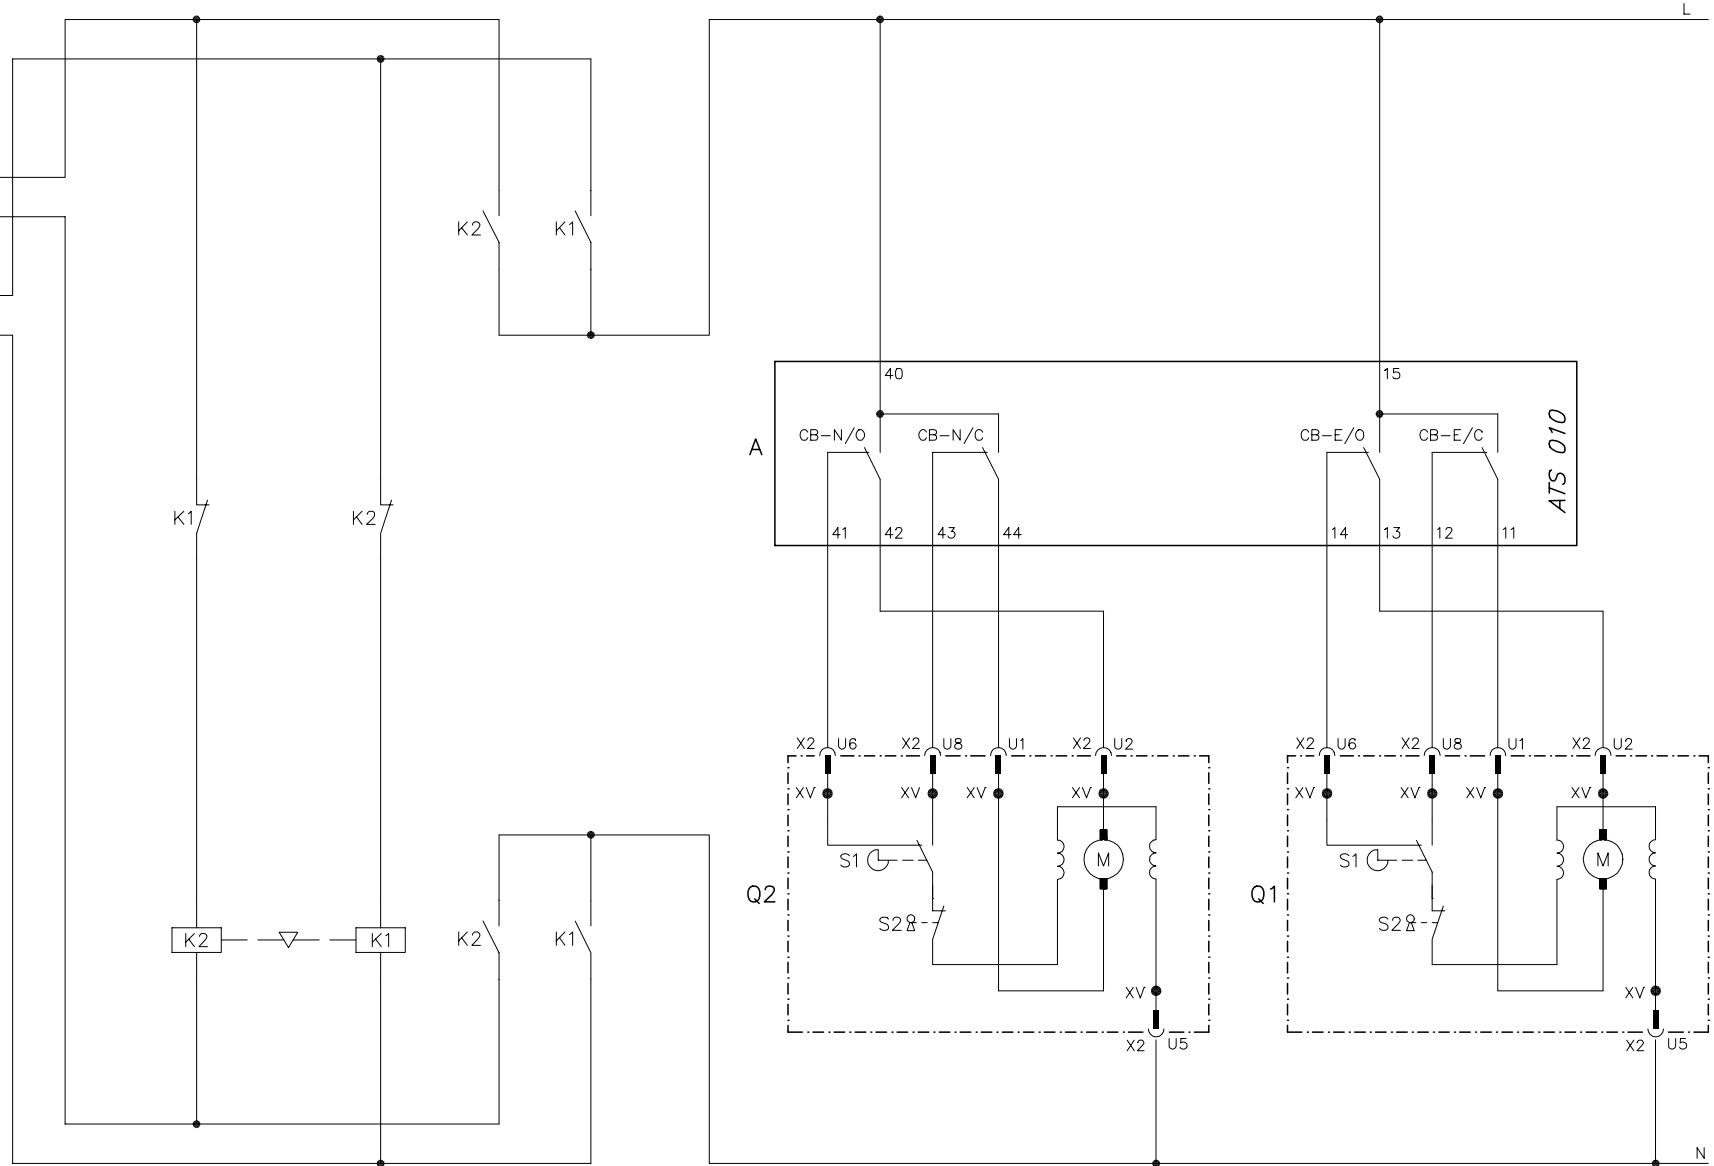 L
K2 K1
40 15
CB-N/O CB-N/C CB-E/O CB-E/C
A
ATS 010
K1 K2
41 42 43 44 14 13 12 11
X2 U6 X2 U8 U1 X2 U2 X2 U6 X2 U8 U1 X2 U2
XV XV XV XV XV XV XV XV
S1 M S1 M
Q2 Q1
S2 S2
K2 K1 K2 K1
XV XV
X2 U5 X2 U5
N